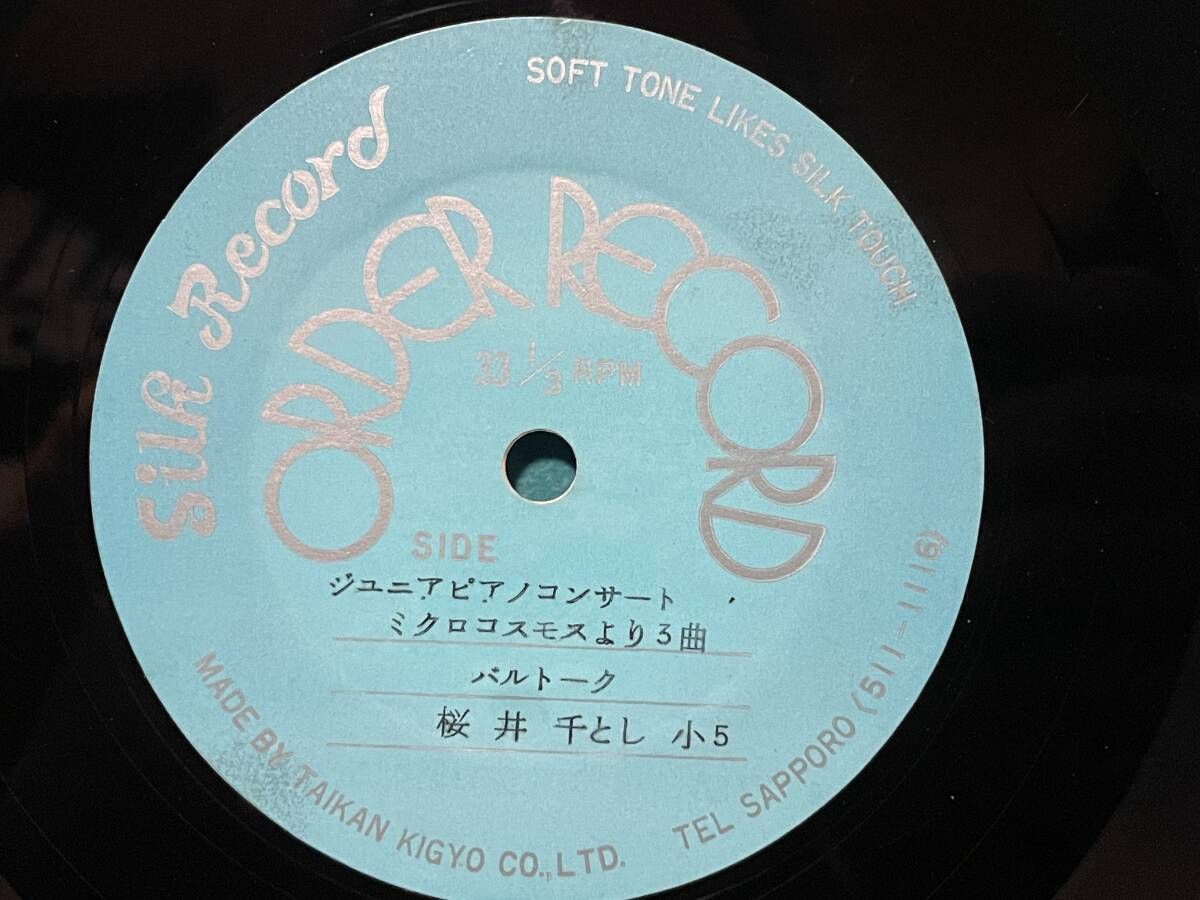 Silk Record
SOFT TONE LIKES SILK TOUCH
ORDER RECORD
33 1/3 RPM
SIDE
ジユニアピアノコンサート
ミクロコスモスより3曲
バルトーク
桜井 千とし 小5
MADE BY TAIKAN KIGYO CO.,LTD.
TEL SAPPORO (511-1116)